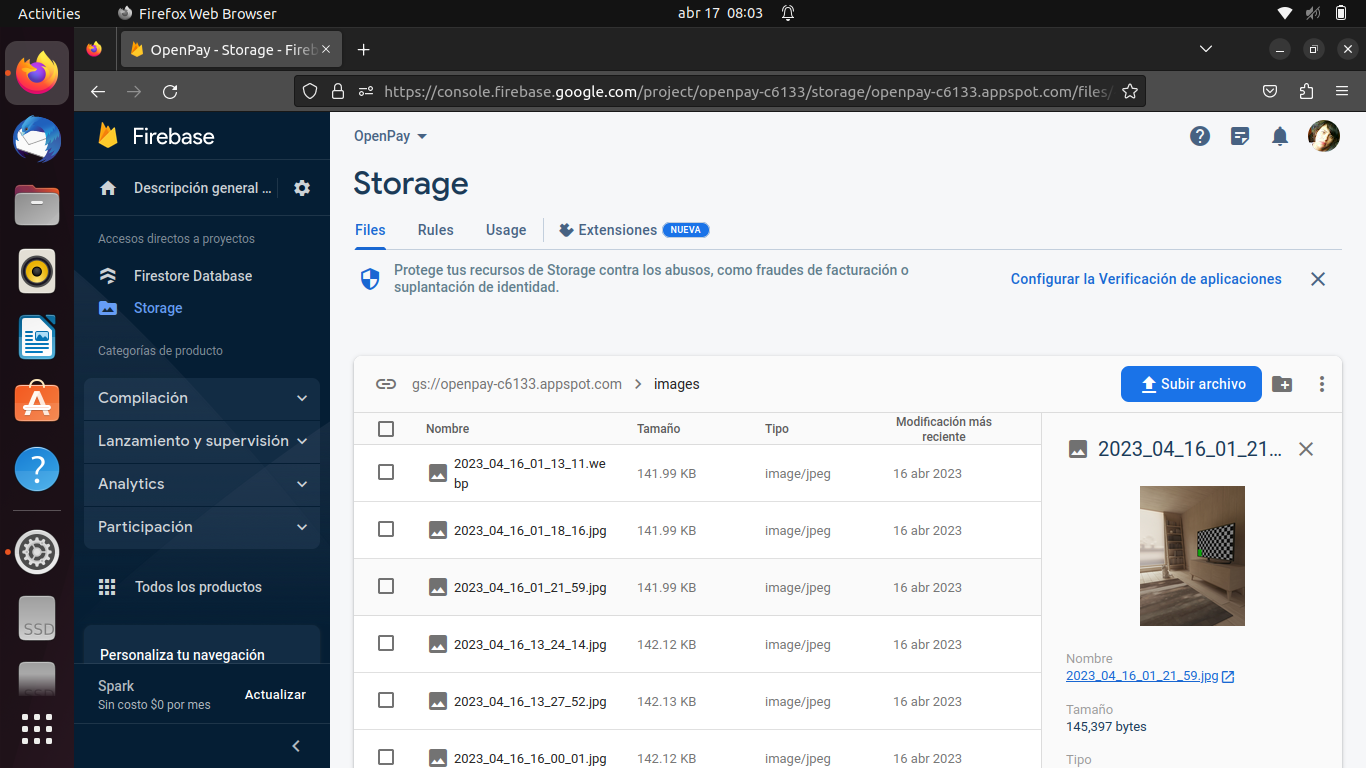 Activities
Firefox Web Browser
abr 17 08:03
OpenPay - Storage - Fireb
https://console.firebase.google.com/project/openpay-c6133/storage/openpay-c6133.appspot.com/files/
Firebase
Descripción general ...
Accesos directos a proyectos
Firestore Database
Storage
Categorías de producto
Compilación
Lanzamiento y supervisión
Analytics
Participación
Todos los productos
Personaliza tu navegación
Spark
Sin costo $0 por mes
Actualizar
SSD
OpenPay
Storage
Files
Rules
Usage
Extensiones
NUEVA
Protege tus recursos de Storage contra los abusos, como fraudes de facturación o
suplantación de identidad.
Configurar la Verificación de aplicaciones
gs://openpay-c6133.appspot.com
images
Subir archivo
Nombre
Tamaño
Tipo
Modificación más
reciente
2023_04_16_01_13_11.we
bp
141.99 KB
image/jpeg
16 abr 2023
2023_04_16_01_18_16.jpg
141.99 KB
image/jpeg
16 abr 2023
2023_04_16_01_21_59.jpg
141.99 KB
image/jpeg
16 abr 2023
2023_04_16_13_24_14.jpg
142.12 KB
image/jpeg
16 abr 2023
2023_04_16_13_27_52.jpg
142.13 KB
image/jpeg
16 abr 2023
2023_04_16_16_00_01.jpg
142.12 KB
image/jpeg
16 abr 2023
2023_04_16_01_21...
Nombre
2023_04_16_01_21_59.jpg
Tamaño
145,397 bytes
Tipo